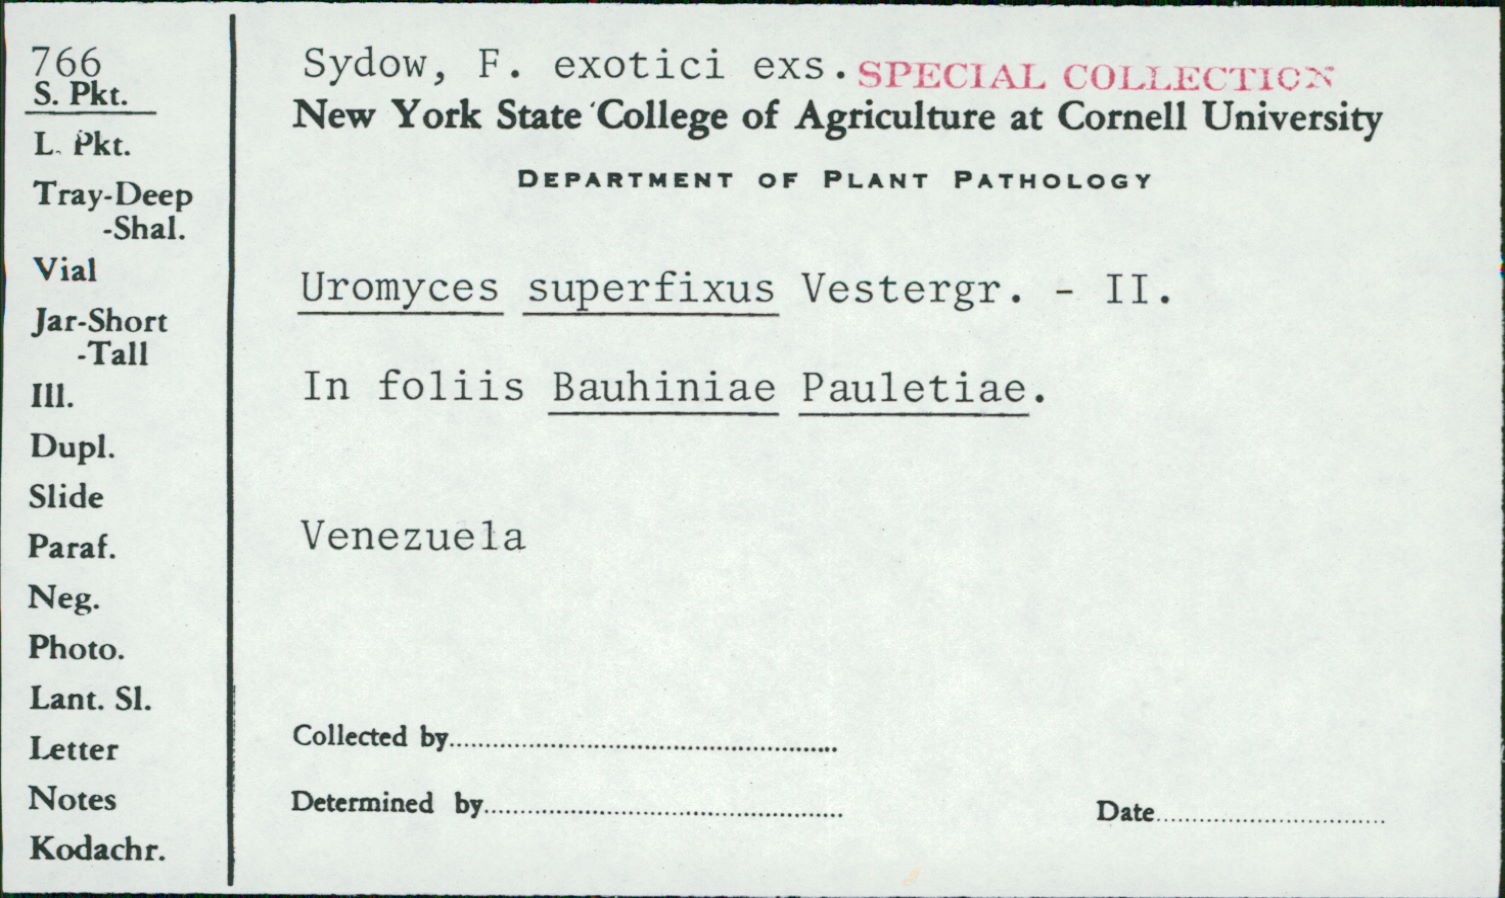 766
S. Pkt.
L. Pkt.
Tray-Deep
-Shal.
Vial
Jar-Short
-Tall
Ill.
Dupl.
Slide
Paraf.
Neg.
Photo.
Lant. Sl.
Letter
Notes
Kodachr.
Sydow, F. exotici exs. SPECIAL COLLECTION
New York State College of Agriculture at Cornell University
DEPARTMENT OF PLANT PATHOLOGY
Uromyces superfixus Vestergr. - II.
In foliis Bauhiniae Pauletiae.
Venezuela
Collected by
Determined by
Date